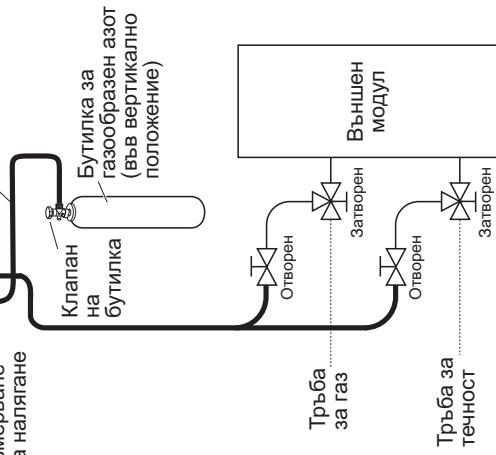 а налягане
Клапан
на
бутилка
Бутилка за
газообразен азот
(във вертикално
положение)
Отворен
Затворен
Външен
модул
Тръба
за газ
Отворен
Затворен
Тръба за
течност